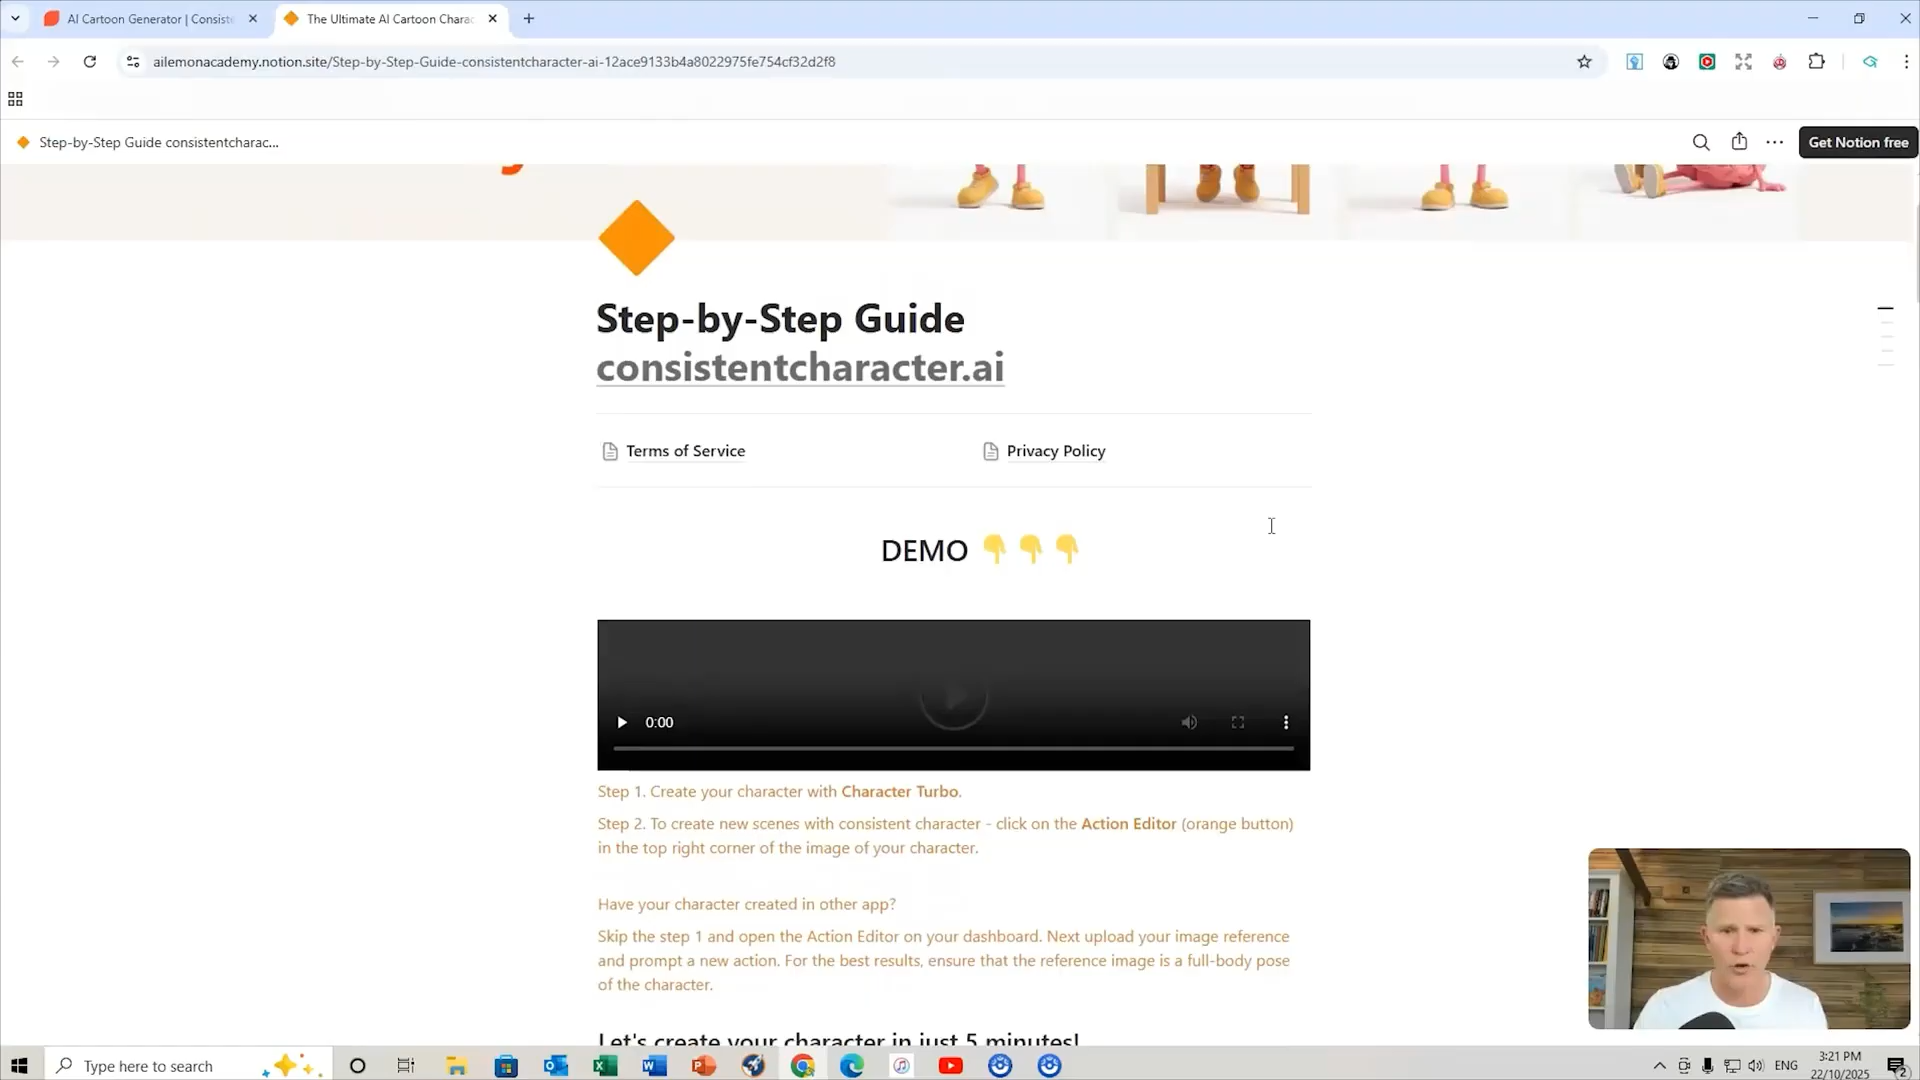 AI Cartoon Generator | Consist
The Ultimate AI Cartoon Chara
ailemonacademy.notion.site/Step-by-Step-Guide-consistentcharacter-ai-12ace9133b4a8022975fe754cf32d2f8
Step-by-Step Guide consistentcharac...
Get Notion free
Step-by-Step Guide
consistentcharacter.ai
Terms of Service
Privacy Policy
DEMO 👇 👇 👇
0:00
Step 1. Create your character with Character Turbo.
Step 2. To create new scenes with consistent character - click on the Action Editor (orange button)
in the top right corner of the image of your character.
Have your character created in other app?
Skip the step 1 and open the Action Editor on your dashboard. Next upload your image reference
and prompt a new action. For the best results, ensure that the reference image is a full-body pose
of the character.
Let's create your character in just 5 minutes!
Type here to search
ENG
3:21 PM
22/10/2025
2